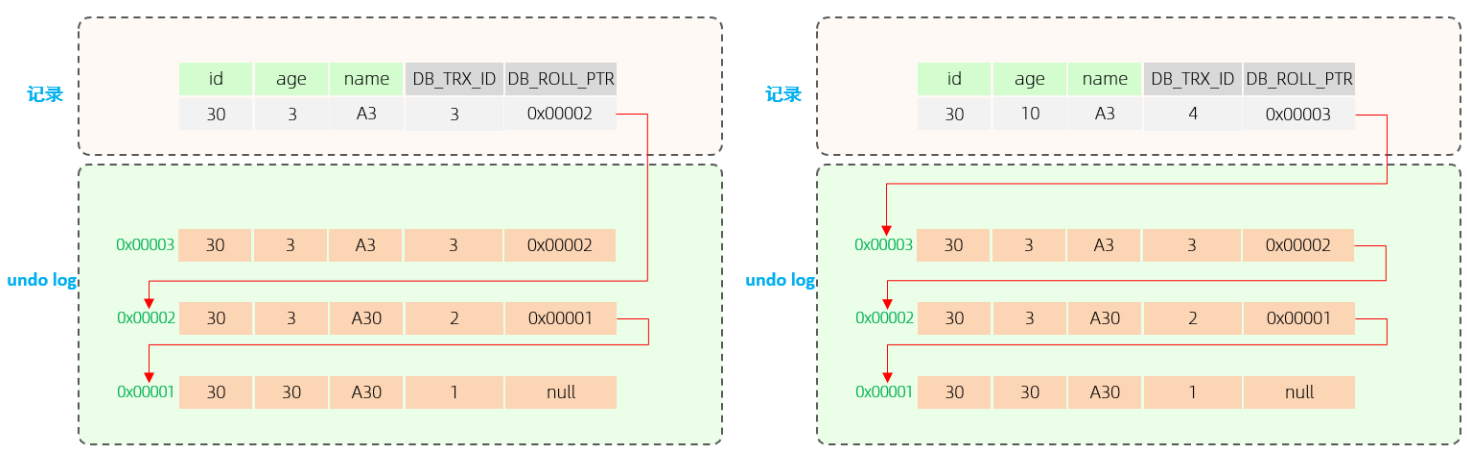 id age name DB_TRX_ID DB_ROLL_PTR
记录
30 3 A3 3 0x00002
0x00003 30 3 A3 3 0x00002
undo log
0x00002 30 3 A30 2 0x00001
0x00001 30 30 A30 1 null
id age name DB_TRX_ID DB_ROLL_PTR
记录
30 10 A3 4 0x00003
0x00003 30 3 A3 3 0x00002
undo log
0x00002 30 3 A30 2 0x00001
0x00001 30 30 A30 1 null